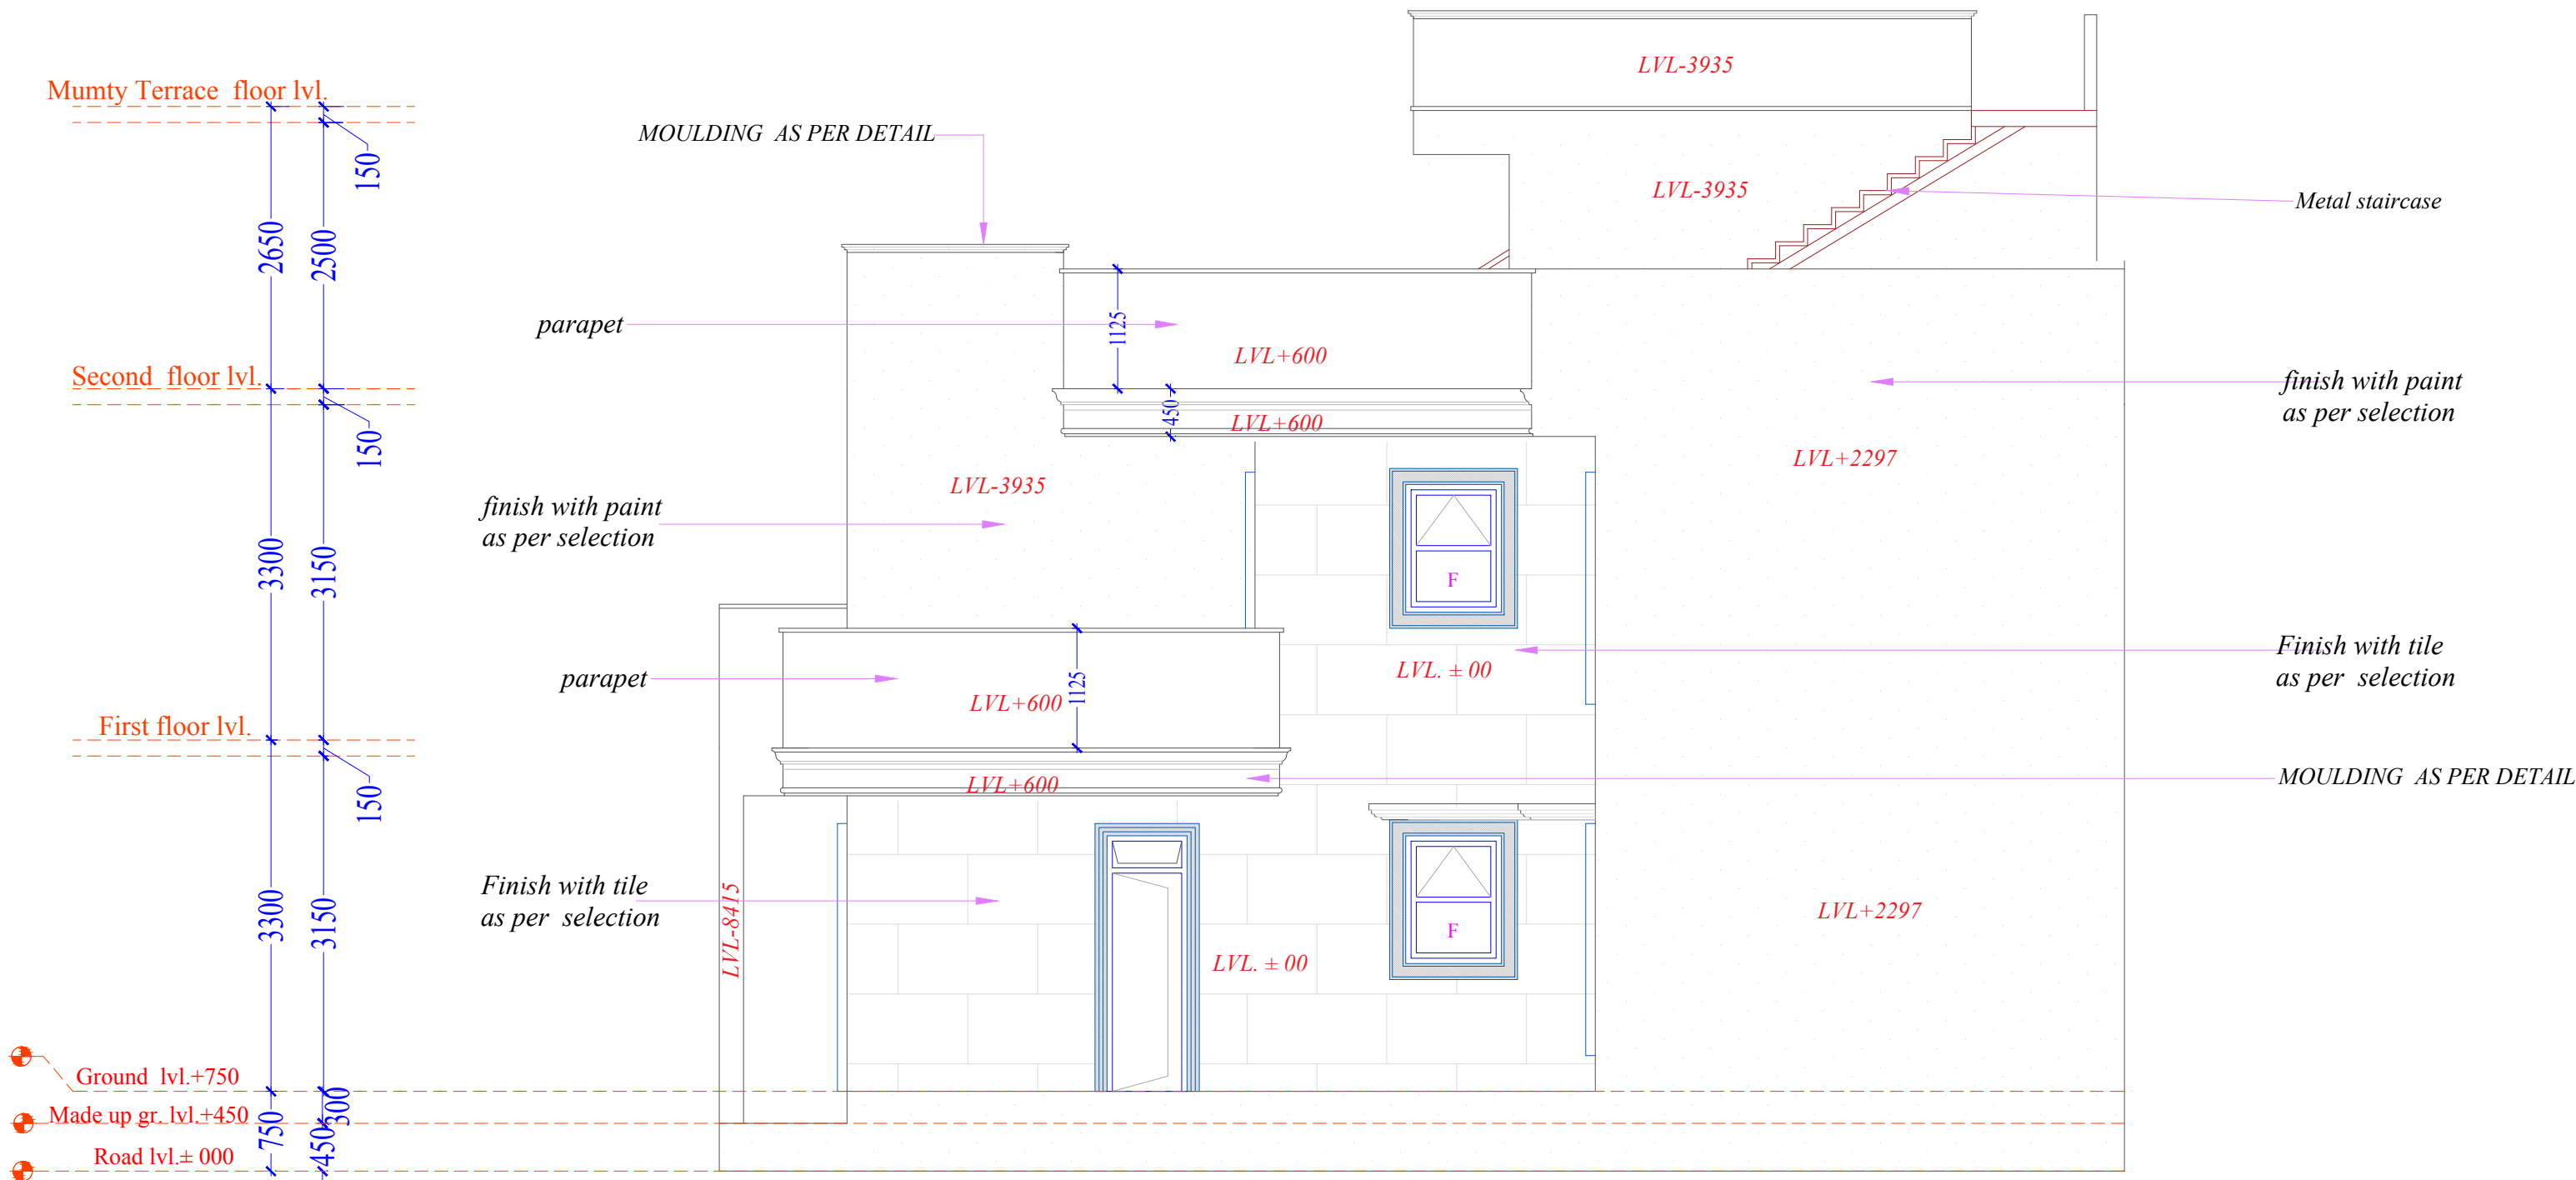 LVL-3935
Mumty Terrace floor lvl.
MOULDING AS PER DETAIL
150
LVL-3935
Metal staircase
2650
2500
parapet
1125
LVL+600
Second floor lvl.
finish with paint
as per selection
450
LVL+600
150
LVL+2297
LVL-3935
finish with paint
as per selection
3300
3150
F
Finish with tile
as per selection
LVL. ± 00
parapet
1125
LVL+600
First floor lvl.
MOULDING AS PER DETAIL
LVL+600
150
Finish with tile
as per selection
3300
3150
LVL-8415
F
LVL+2297
LVL. ± 00
Ground lvl.+750
300
Made up gr. lvl.+450
750
450
Road lvl.± 000